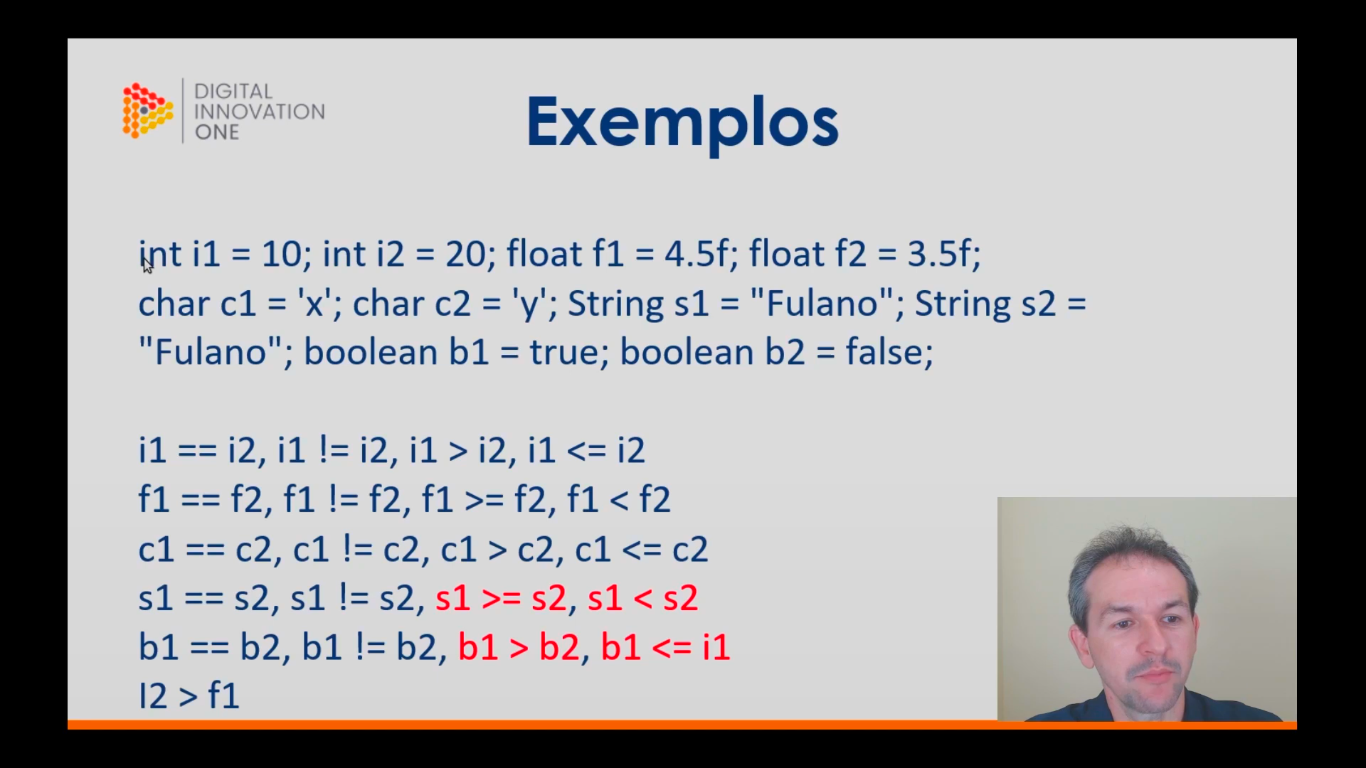 DIGITAL
INNOVATION
ONE
Exemplos
int i1 = 10; int i2 = 20; float f1 = 4.5f; float f2 = 3.5f;
char c1 = 'x'; char c2 = 'y'; String s1 = "Fulano"; String s2 =
"Fulano"; boolean b1 = true; boolean b2 = false;
i1 == i2, i1 != i2, i1 > i2, i1 <= i2
f1 == f2, f1 != f2, f1 >= f2, f1 < f2
c1 == c2, c1 != c2, c1 > c2, c1 <= c2
s1 == s2, s1 != s2, s1 >= s2, s1 < s2
b1 == b2, b1 != b2, b1 > b2, b1 <= i1
I2 > f1